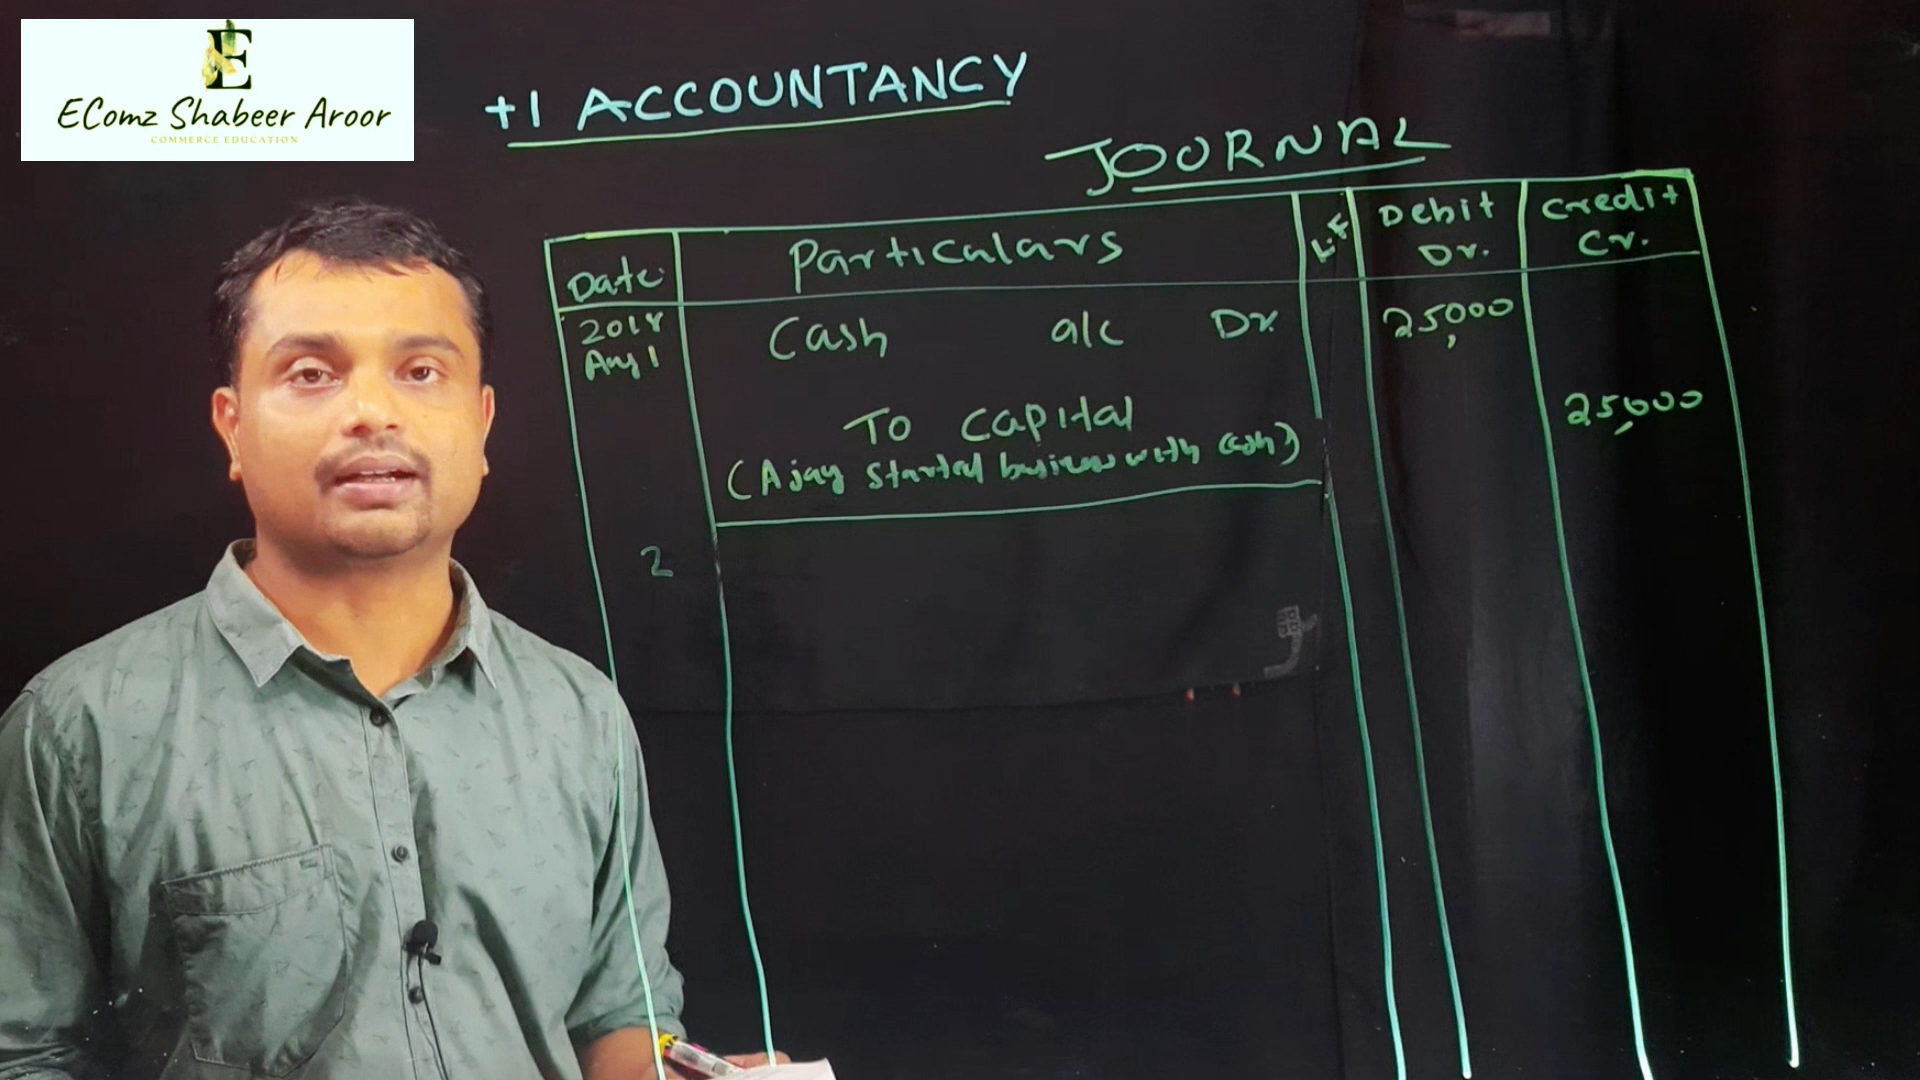 E
EComz Shabeer Aroor
COMMERCE EDUCATION
+1 ACCOUNTANCY
JOURNAL
Date Particulars L.F Debit Dr. Credit Cr.
2018 Aug 1 Cash a/c Dr. 25,000
To Capital 25,000
(Ajay started business with cash)
2